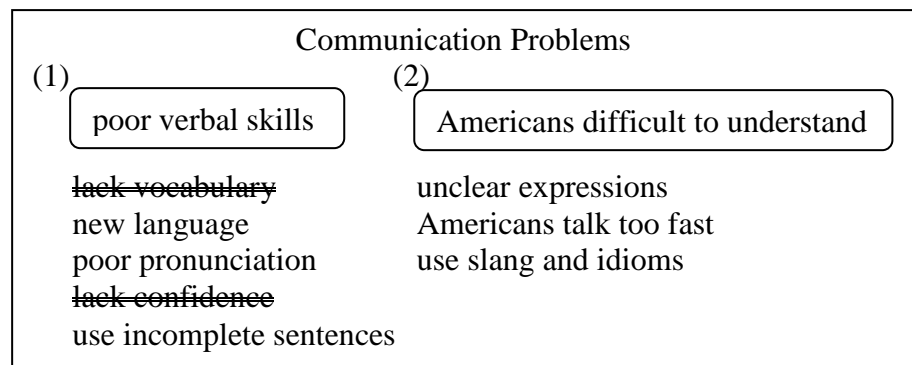 Communication Problems
(1) (2)
poor verbal skills Americans difficult to understand
lack vocabulary unclear expressions
new language Americans talk too fast
poor pronunciation use slang and idioms
lack confidence
use incomplete sentences